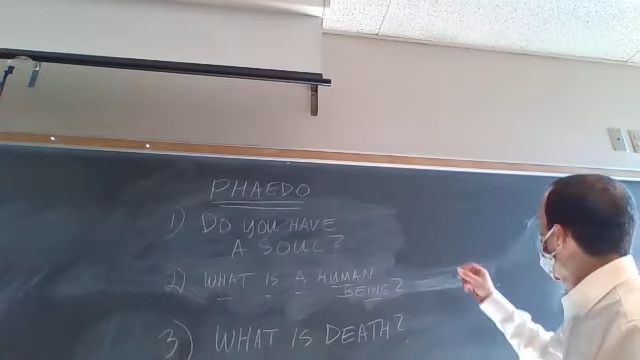 PHAEDO
1) DO YOU HAVE
A SOUL?
2) WHAT IS A HUMAN
BEING?
3) WHAT IS DEATH?